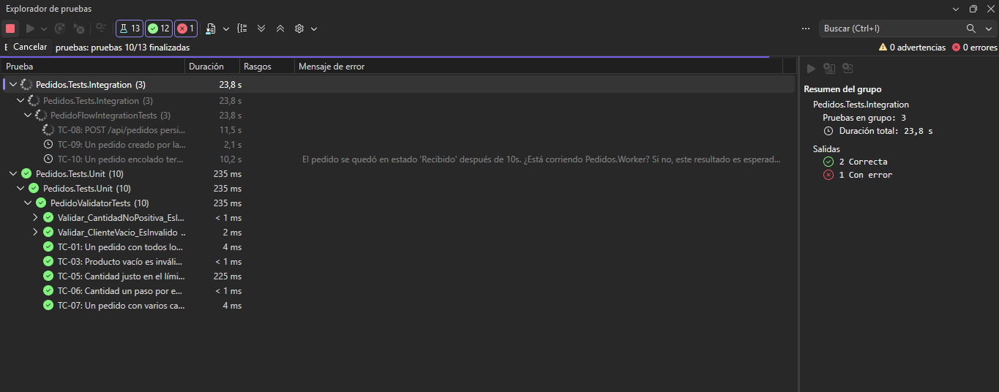 Explorador de pruebas
13
12
1
Buscar (Ctrl+I)
Cancelar
pruebas: pruebas 10/13 finalizadas
0 advertencias
0 errores
Prueba Duración Rasgos Mensaje de error
Pedidos.Tests.Integration (3) 23,8 s
Pedidos.Tests.Integration (3) 23,8 s
PedidoFlowIntegrationTests (3) 23,8 s
TC-08: POST /api/pedidos persi... 11,5 s
TC-09: Un pedido creado por la... 2,1 s
TC-10: Un pedido encolado ter... 10,2 s El pedido se quedó en estado 'Recibido' después de 10s. ¿Está corriendo Pedidos.Worker? Si no, este resultado es esperad...
Pedidos.Tests.Unit (10) 235 ms
Pedidos.Tests.Unit (10) 235 ms
PedidoValidatorTests (10) 235 ms
Validar_CantidadNoPositiva_EsI... < 1 ms
Validar_ClienteVacio_EsInvalido .. 2 ms
TC-01: Un pedido con todos lo... 4 ms
TC-03: Producto vacío es inváli... < 1 ms
TC-05: Cantidad justo en el lími... 225 ms
TC-06: Cantidad un paso por e... < 1 ms
TC-07: Un pedido con varios ca... 4 ms
Resumen del grupo
Pedidos.Tests.Integration
Pruebas en grupo: 3
Duración total: 23,8 s
Salidas
2 Correcta
1 Con error